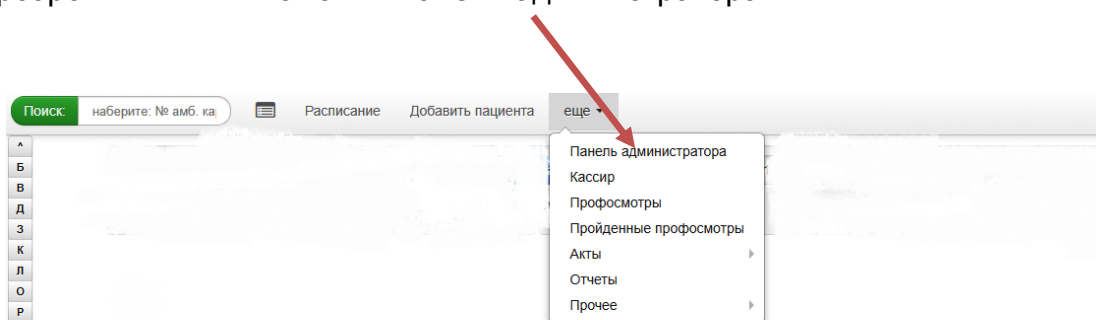 Поиск: наберите: № амб. ка Расписание Добавить пациента еще
^
Б
В
Д
З
К
Л
О
Р
Панель администратора
Кассир
Профосмотры
Пройденные профосмотры
Акты
Отчеты
Прочее